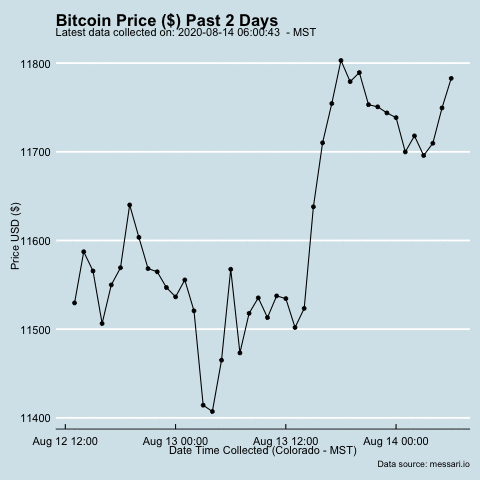 Bitcoin Price ($) Past 2 Days
Latest data collected on: 2020-08-14 06:00:43 - MST
11800
11700
11600
11500
11400
Price USD ($)
Aug 12 12:00 Aug 13 00:00 Aug 13 12:00 Aug 14 00:00
Date Time Collected (Colorado - MST)
Data source: messari.io